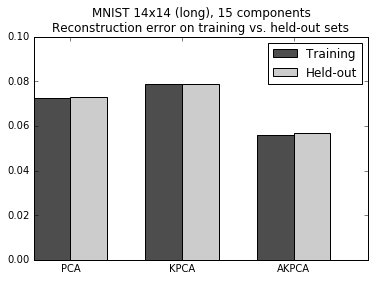 MNIST 14x14 (long), 15 components
Reconstruction error on training vs. held-out sets
0.10
0.08
0.06
0.04
0.02
0.00
Training
Held-out
PCA
KPCA
AKPCA